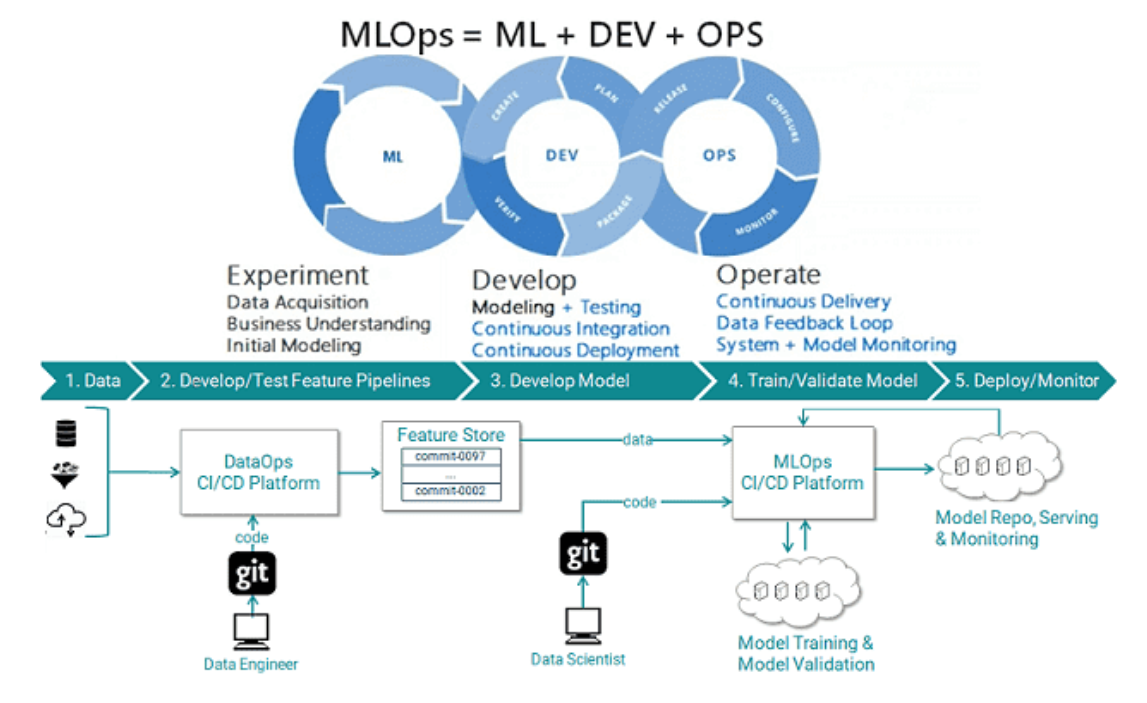 MLOps = ML + DEV + OPS
ML
DEV
OPS
CREATE
PLAN
VERIFY
PACKAGE
RELEASE
CONFIGURE
MONITOR
Experiment
Data Acquisition
Business Understanding
Initial Modeling
Develop
Modeling + Testing
Continuous Integration
Continuous Deployment
Operate
Continuous Delivery
Data Feedback Loop
System + Model Monitoring
1. Data
2. Develop/Test Feature Pipelines
3. Develop Model
4. Train/Validate Model
5. Deploy/Monitor
DataOps
CI/CD Platform
Feature Store
commit-0097
...
commit-0002
data
code
MLOps
CI/CD Platform
Model Repo, Serving
& Monitoring
code
git
Data Engineer
git
Data Scientist
Model Training &
Model Validation